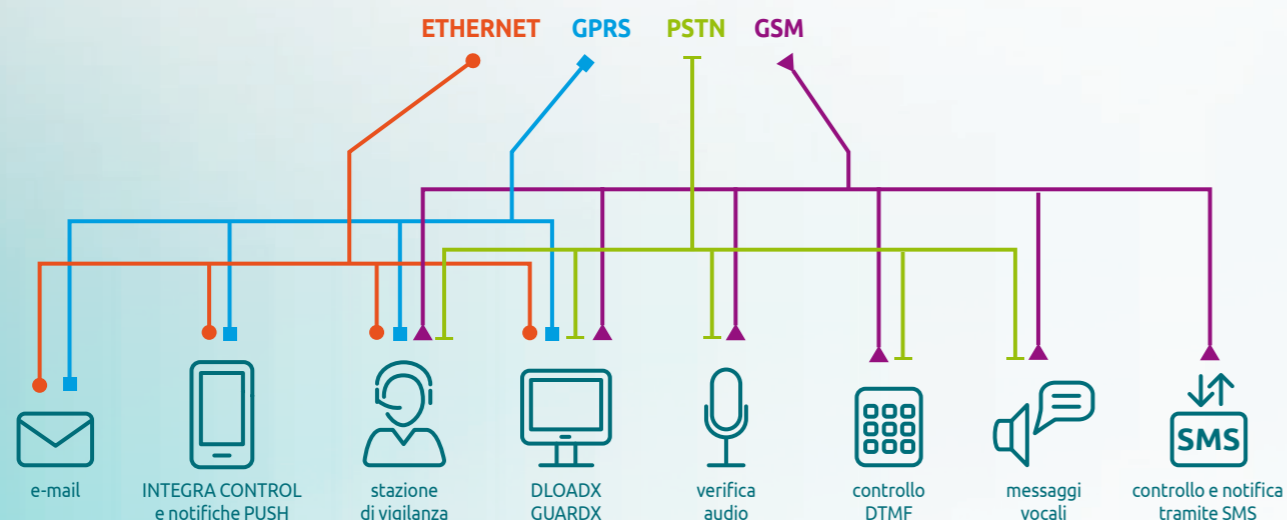 ETHERNET GPRS PSTN GSM
SMS
e-mail
INTEGRA CONTROL
e notifiche PUSH
stazione
di vigilanza
DLOADX
GUARDX
verifica
audio
controllo
DTMF
messaggi
vocali
controllo e notifica
tramite SMS